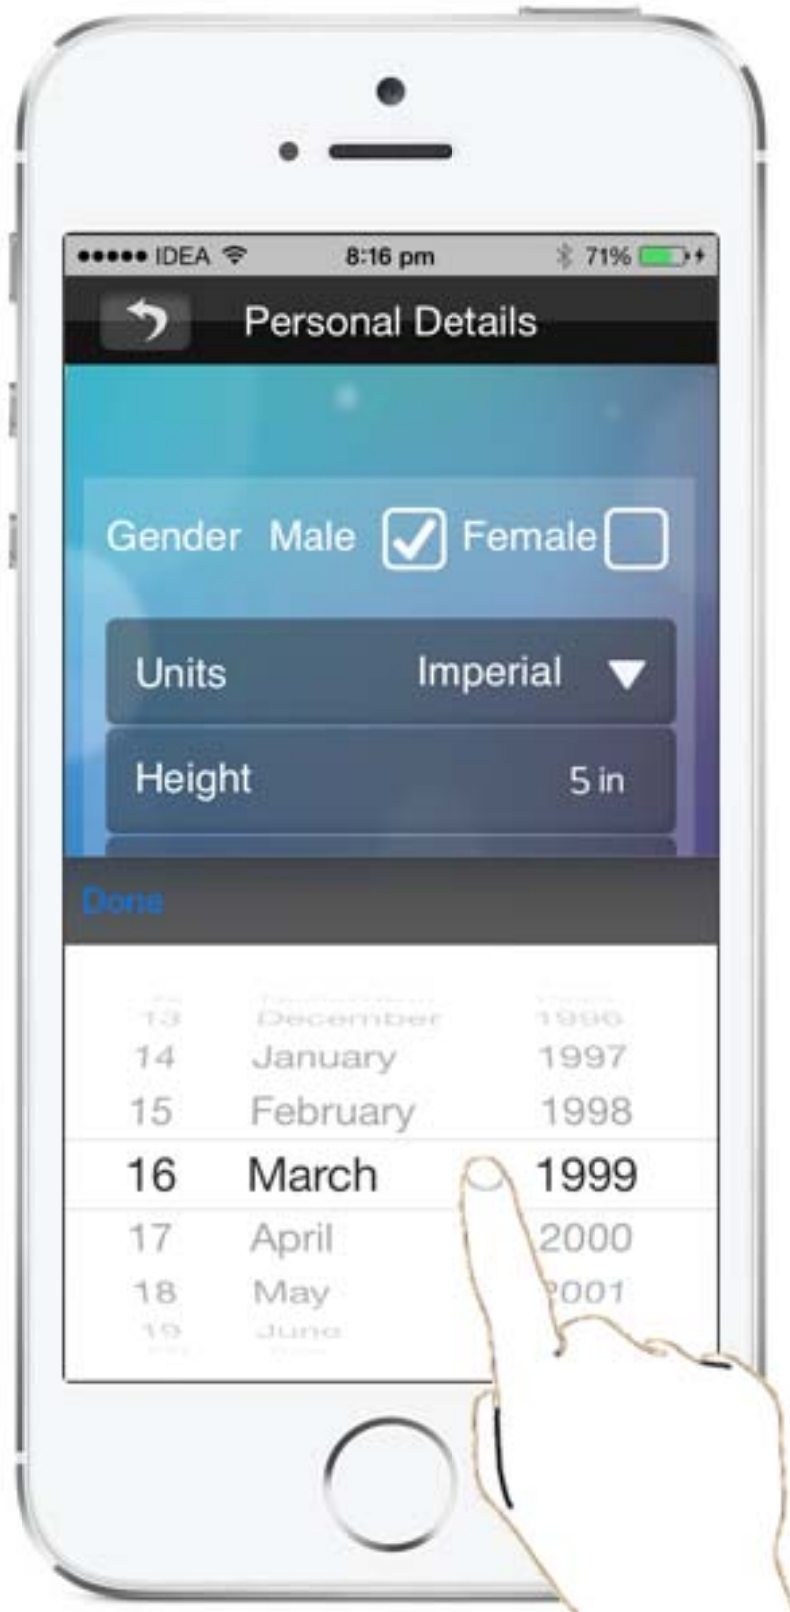 IDEA 8:16 pm 71%
Personal Details
Gender Male Female
Units Imperial
Height 5 in
Done
13 December 1996
14 January 1997
15 February 1998
16 March 1999
17 April 2000
18 May 2001
19 June